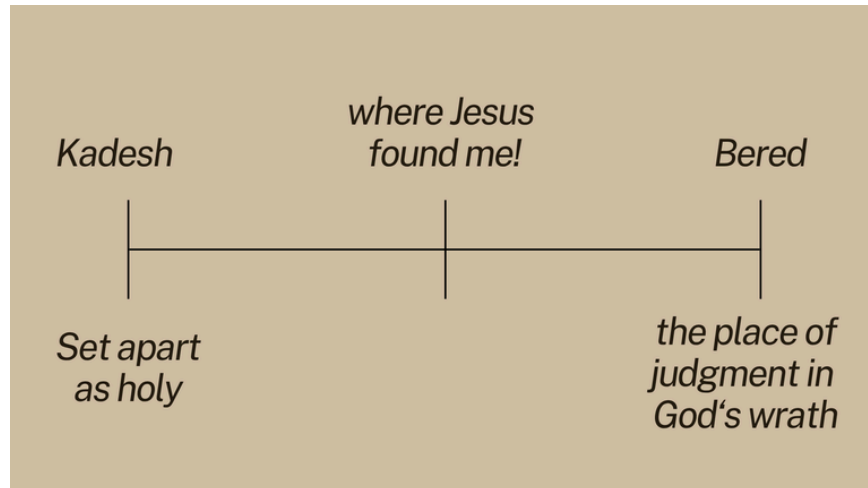 where Jesus
found me!
Kadesh
Bered
Set apart
as holy
the place of
judgment in
God‘s wrath